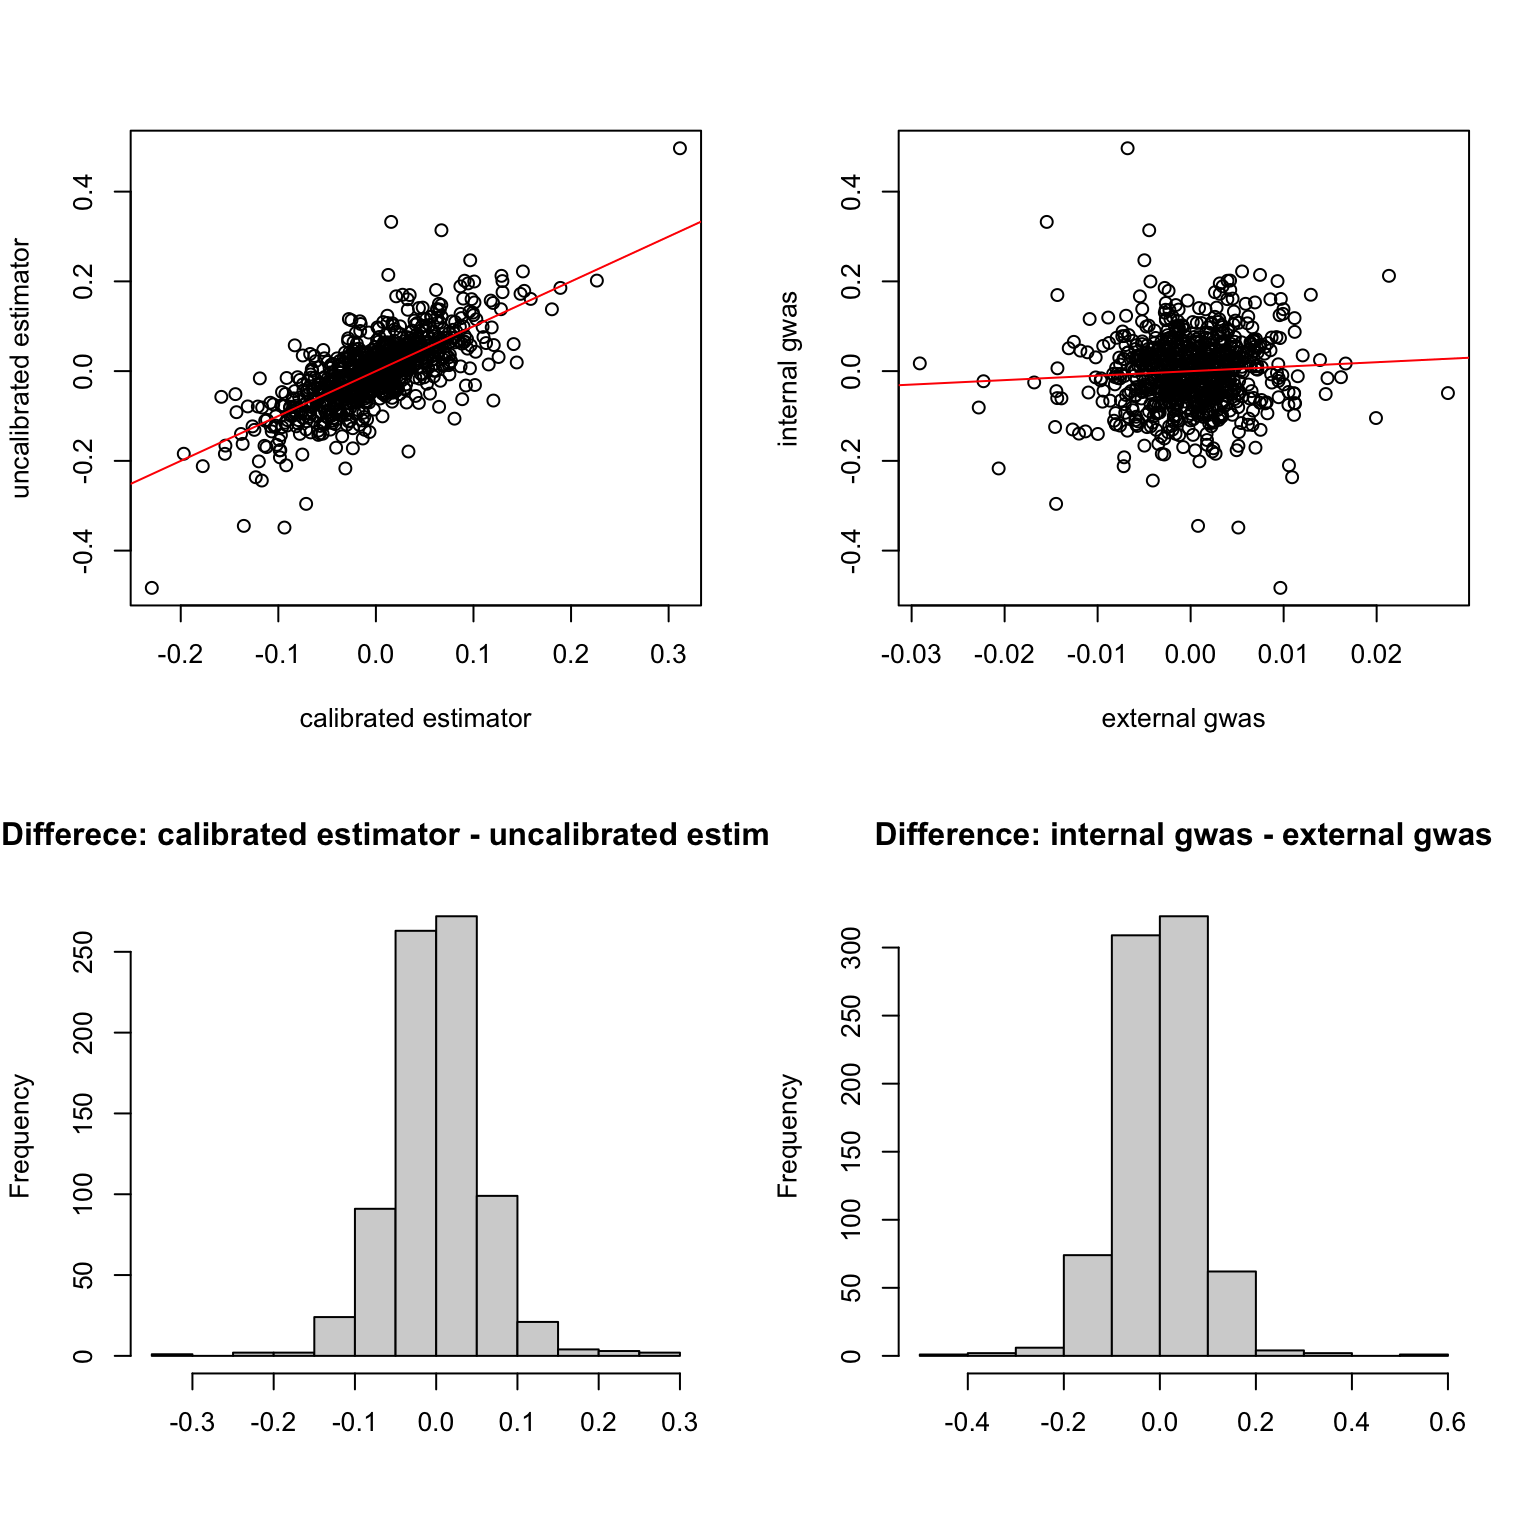 uncalibrated estimator
-0.4 -0.2 0.0 0.2 0.4
-0.2 -0.1 0.0 0.1 0.2 0.3
calibrated estimator
internal gwas
-0.4 -0.2 0.0 0.2 0.4
-0.03 -0.02 -0.01 0.00 0.01 0.02
external gwas
Differece: calibrated estimator - uncalibrated estim
Frequency
0 50 100 150 200 250
-0.3 -0.2 -0.1 0.0 0.1 0.2 0.3
Difference: internal gwas - external gwas
Frequency
0 50 100 150 200 250 300
-0.4 -0.2 0.0 0.2 0.4 0.6